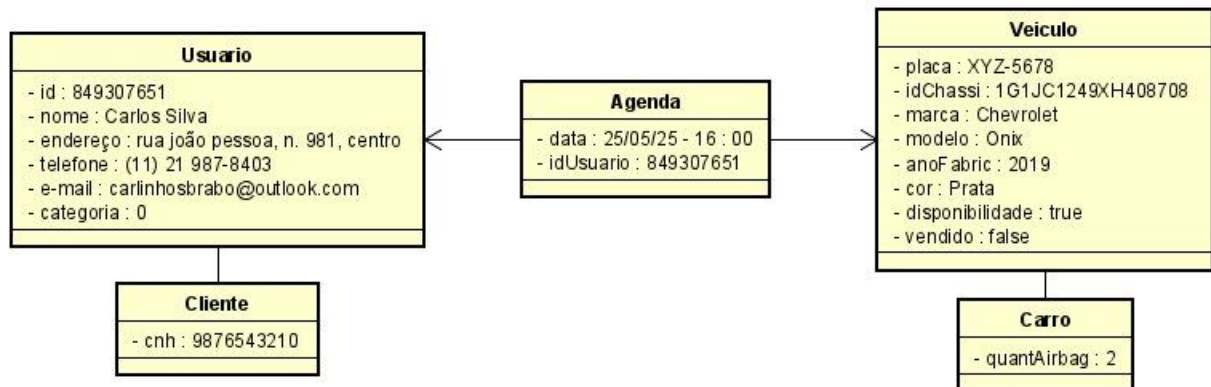 Usuario
- id : 849307651
- nome : Carlos Silva
- endereço : rua joão pessoa, n. 981, centro
- telefone : (11) 21 987-8403
- e-mail : carlinhosbrabo@outlook.com
- categoria : 0
Cliente
- cnh : 9876543210
Agenda
- data : 25/05/25 - 16 : 00
- idUsuario : 849307651
Veiculo
- placa : XYZ-5678
- idChassi : 1G1JC1249XH408708
- marca : Chevrolet
- modelo : Onix
- anoFabric : 2019
- cor : Prata
- disponibilidade : true
- vendido : false
Carro
- quantAirbag : 2